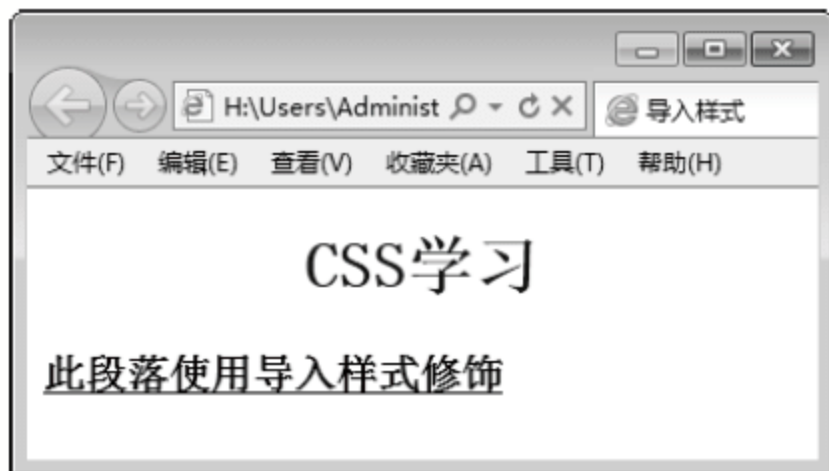 H:\Users\Administ
导入样式
文件(F) 编辑(E) 查看(V) 收藏夹(A) 工具(T) 帮助(H)
CSS学习
此段落使用导入样式修饰